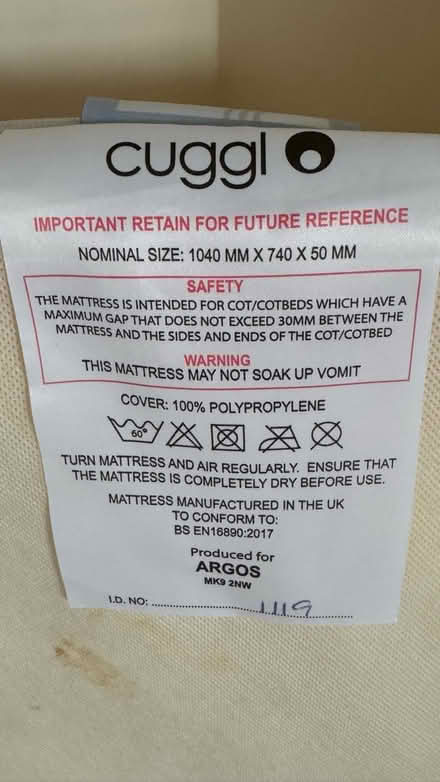 cuggl
IMPORTANT RETAIN FOR FUTURE REFERENCE
NOMINAL SIZE: 1040 MM X 740 X 50 MM
SAFETY
THE MATTRESS IS INTENDED FOR COT/COTBEDS WHICH HAVE A
MAXIMUM GAP THAT DOES NOT EXCEED 30MM BETWEEN THE
MATTRESS AND THE SIDES AND ENDS OF THE COT/COTBED
WARNING
THIS MATTRESS MAY NOT SOAK UP VOMIT
COVER: 100% POLYPROPYLENE
60°
TURN MATTRESS AND AIR REGULARLY. ENSURE THAT
THE MATTRESS IS COMPLETELY DRY BEFORE USE.
MATTRESS MANUFACTURED IN THE UK
TO CONFORM TO:
BS EN16890:2017
Produced for
ARGOS
MK9 2NW
I.D. NO: 1119